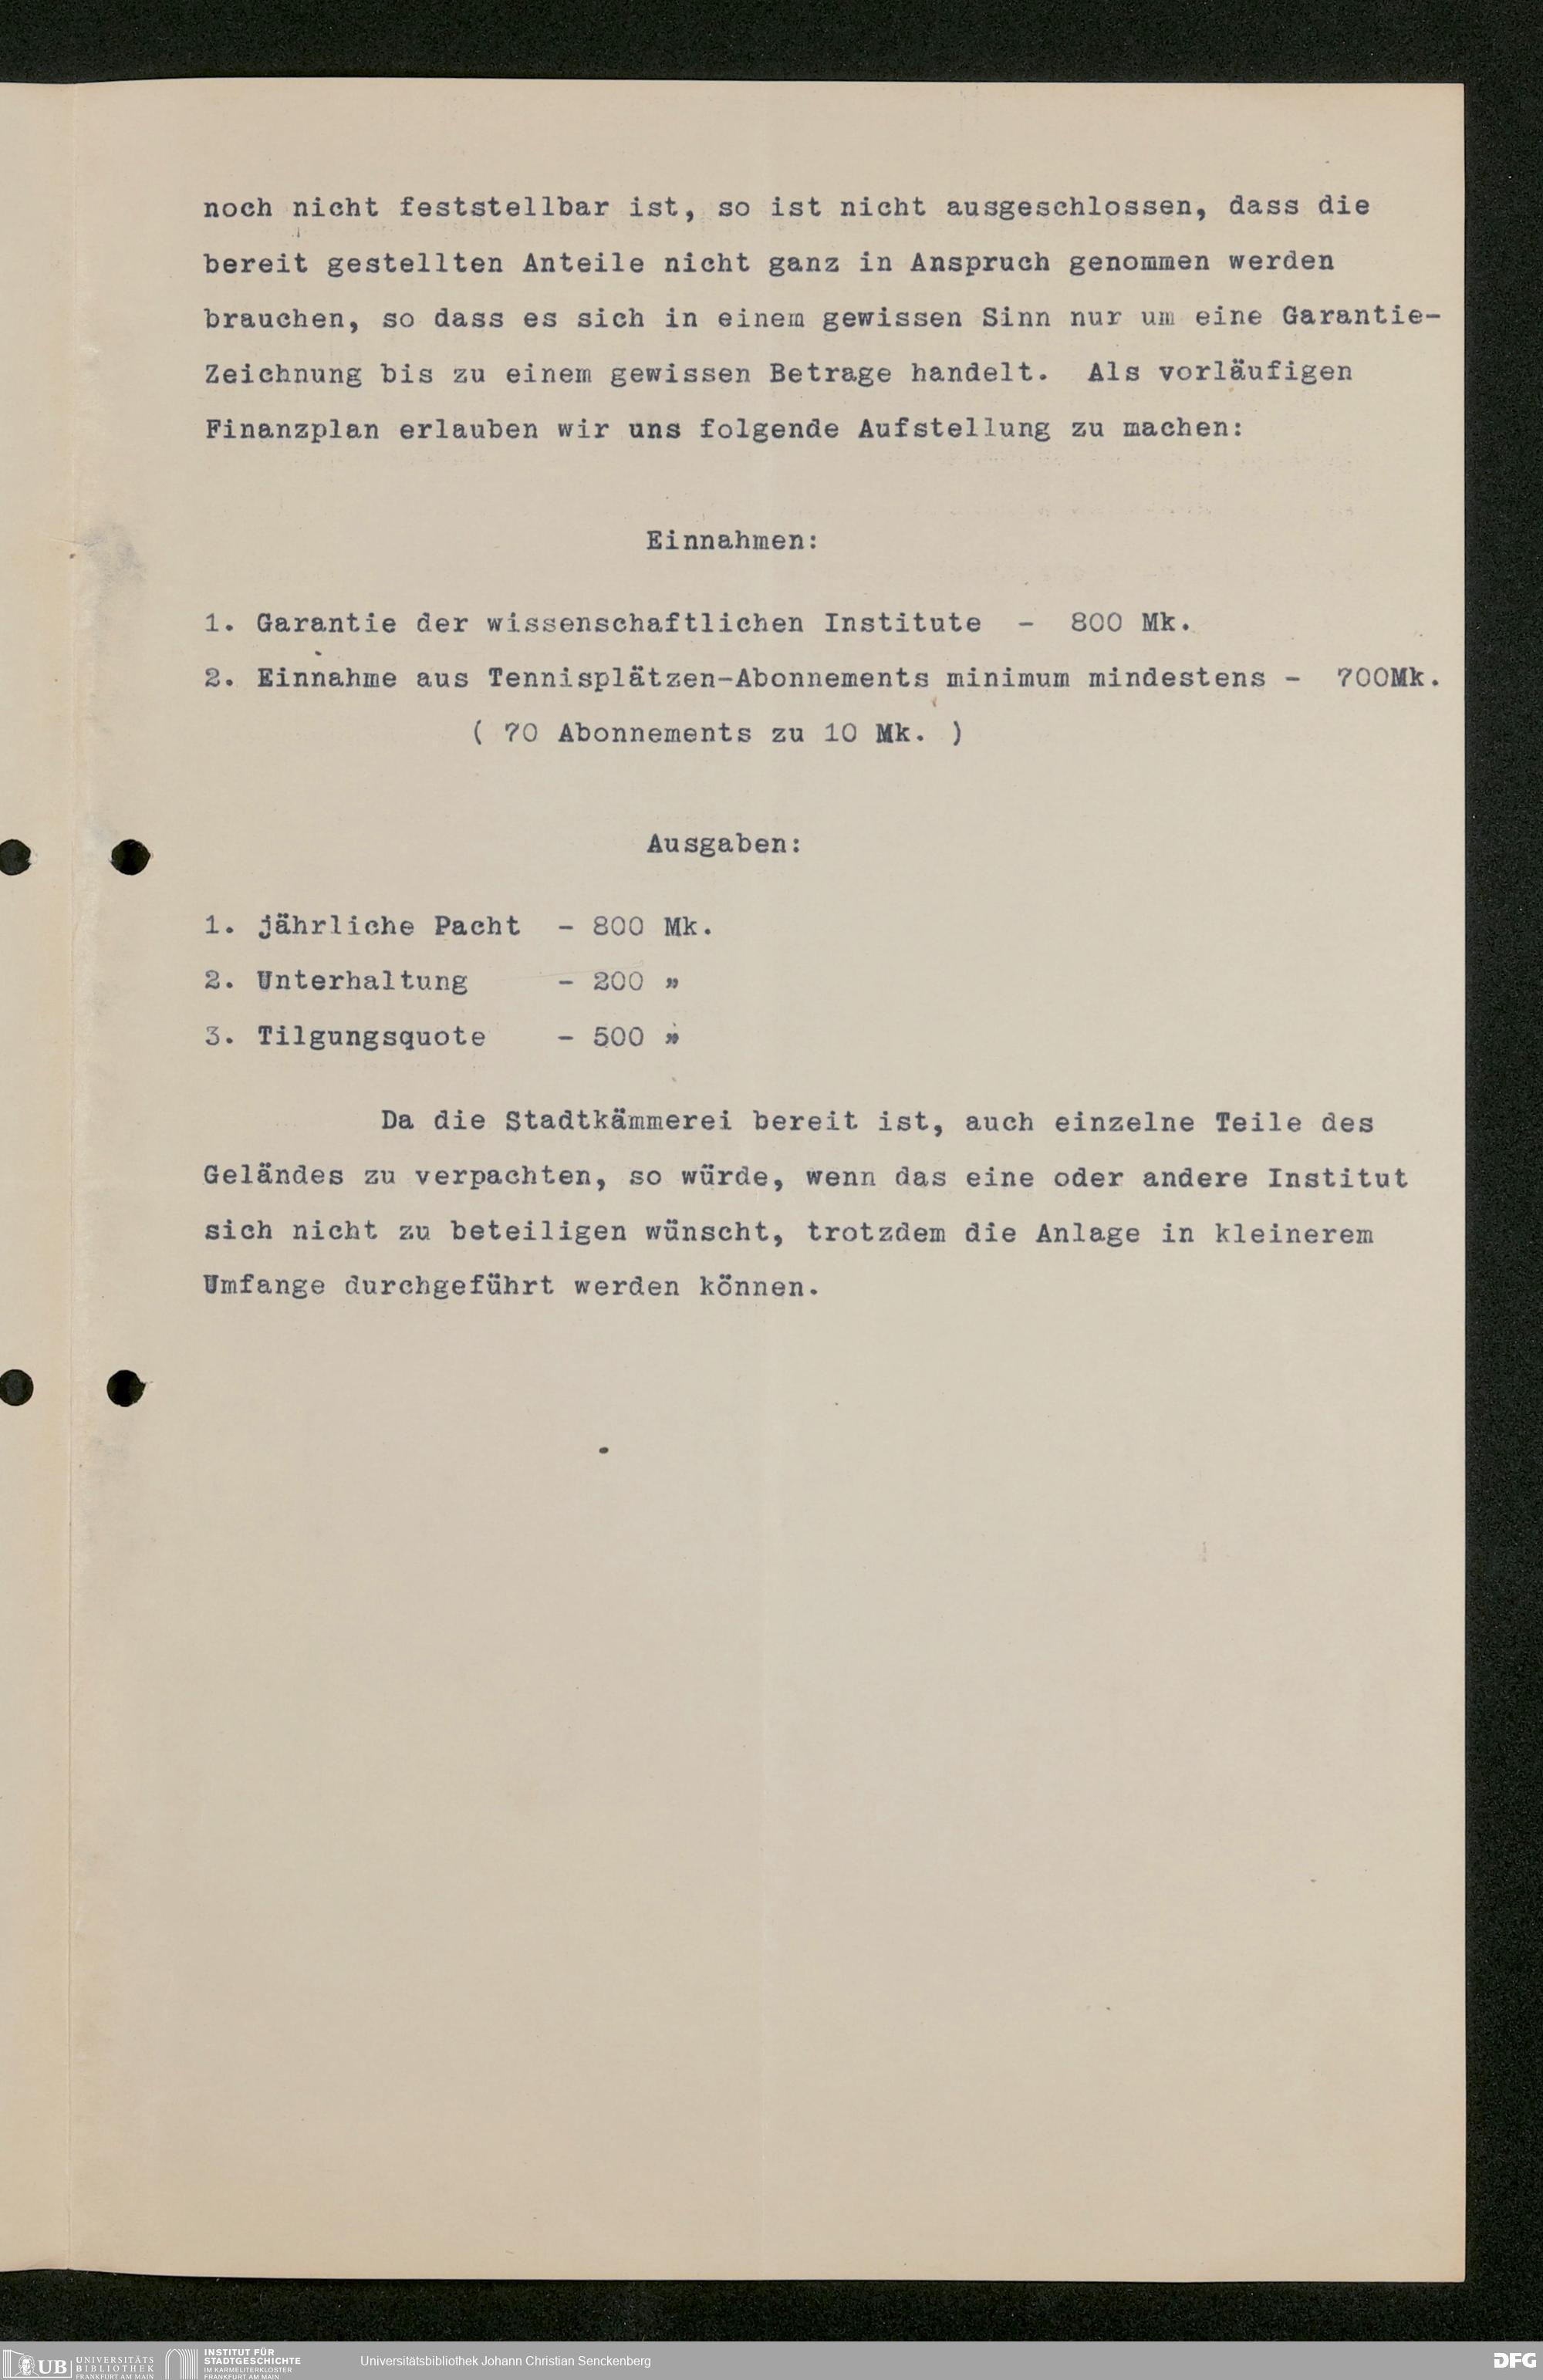 noch nicht feststellbar ist, so ist nicht ausgeschlossen, dass die
bereit gestellten Anteile nicht ganz in Anspruch genommen werden
brauchen, so dass es sich in einem gewissen Sinn nur um eine Garantie-
Zeichnung bis zu einem gewissen Betrage handelt. Als vorläufigen
Finanzplan erlauben wir uns folgende Aufstellung zu machen:
Einnahmen:
1. Garantie der wissenschaftlichen Institute - 800 Mk.
2. Einnahme aus Tennisplätzen-Abonnements minimum mindestens - 700Mk.
( 70 Abonnements zu 10 Mk. )
Ausgaben:
1. jährliche Pacht - 800 Mk.
2. Unterhaltung - 200 "
3. Tilgungsquote - 500 "
Da die Stadtkämmerei bereit ist, auch einzelne Teile des
Geländes zu verpachten, so würde, wenn das eine oder andere Institut
sich nicht zu beteiligen wünscht, trotzdem die Anlage in kleinerem
Umfange durchgeführt werden können.
UB UNIVERSITÄTS
BIBLIOTHEK
FRANKFURT AM MAIN
INSTITUT FÜR
STADTGESCHICHTE
IM KARMELITERKLOSTER
FRANKFURT AM MAIN
Universitätsbibliothek Johann Christian Senckenberg
DFG